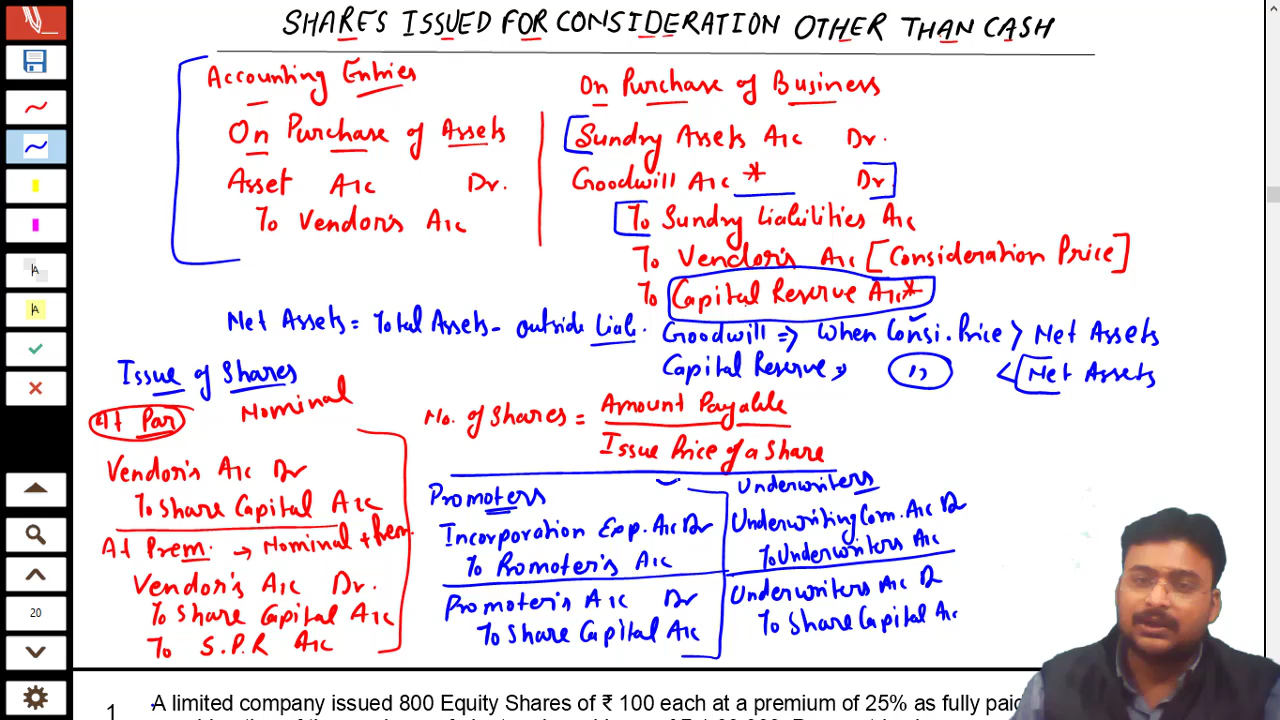 SHARES ISSUED FOR CONSIDERATION OTHER THAN CASH
Accounting Entries
On Purchase of Assets
Asset A/c Dr.
To Vendor's A/c
On Purchase of Business
Sundry Assets A/c Dr.
Goodwill A/c * Dr
To Sundry Liabilities A/c
To Vendor's A/c [Consideration Price]
To Capital Reserve A/c*
Net Assets = Total Assets - outside Liab.
Goodwill => When Consi. Price > Net Assets
Capital Reserve => " < Net Assets
Issue of Shares
At Par Nominal
Vendor's A/c Dr
To Share Capital A/c
At Prem. → Nominal + Prem.
Vendor's A/c Dr.
To Share Capital A/c
To S.P.R A/c
No. of Shares = Amount Payable
Issue Price of a Share
Promoters
Incorporation Exp. A/c Dr
To Promoter's A/c
Promoter's A/c Dr
To Share Capital A/c
Underwriters
Underwriting Com. A/c Dr
To Underwriters A/c
Underwriters A/c Dr
To Share Capital A/c
A
A
20
1 A limited company issued 800 Equity Shares of ₹ 100 each at a premium of 25% as fully paid